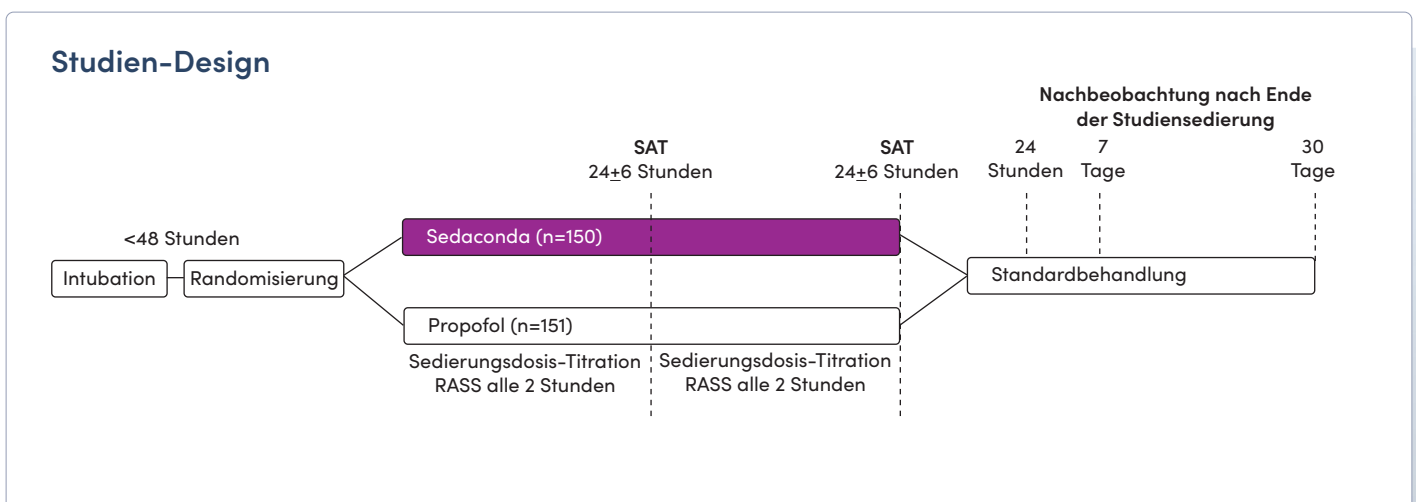 Studien-Design
Nachbeobachtung nach Ende
der Studiensedierung
SAT
24±6 Stunden
SAT
24±6 Stunden
24
Stunden
7
Tage
30
Tage
<48 Stunden
Intubation
Randomisierung
Sedaconda (n=150)
Standardbehandlung
Propofol (n=151)
Sedierungsdosis-Titration
RASS alle 2 Stunden
Sedierungsdosis-Titration
RASS alle 2 Stunden